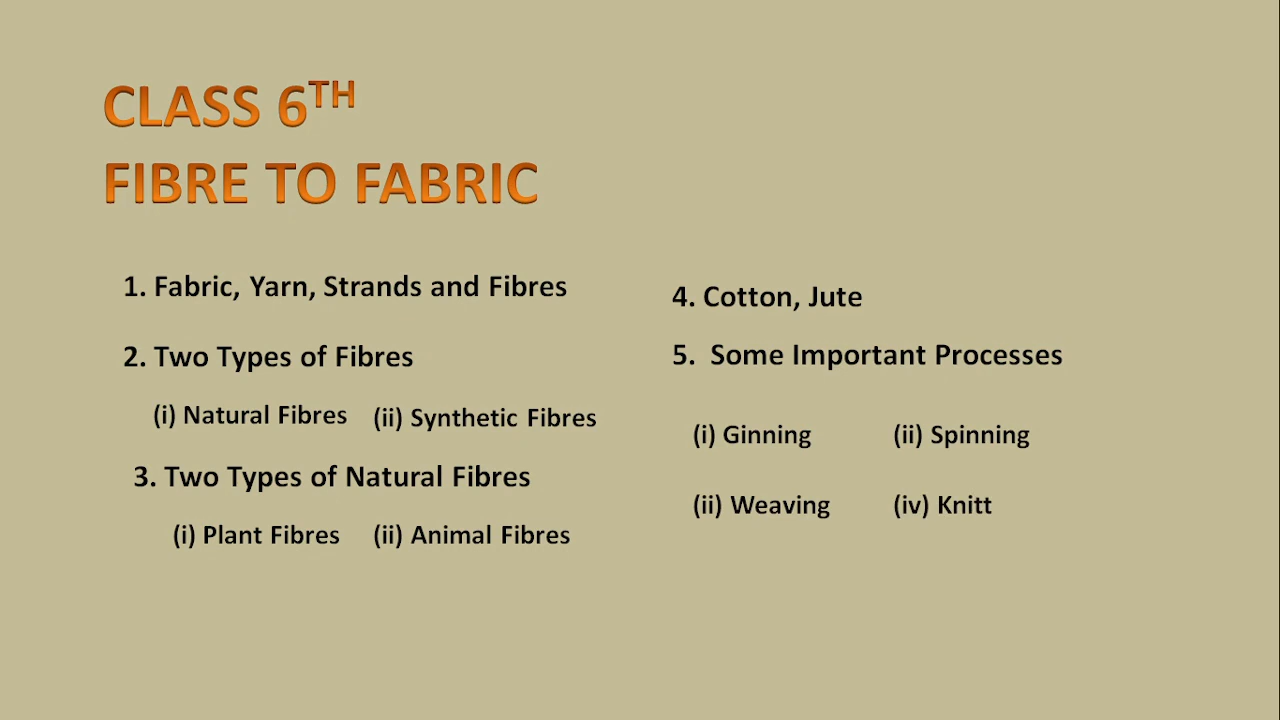 CLASS 6TH
FIBRE TO FABRIC
1. Fabric, Yarn, Strands and Fibres
2. Two Types of Fibres
(i) Natural Fibres (ii) Synthetic Fibres
3. Two Types of Natural Fibres
(i) Plant Fibres (ii) Animal Fibres
4. Cotton, Jute
5. Some Important Processes
(i) Ginning (ii) Spinning
(ii) Weaving (iv) Knitt